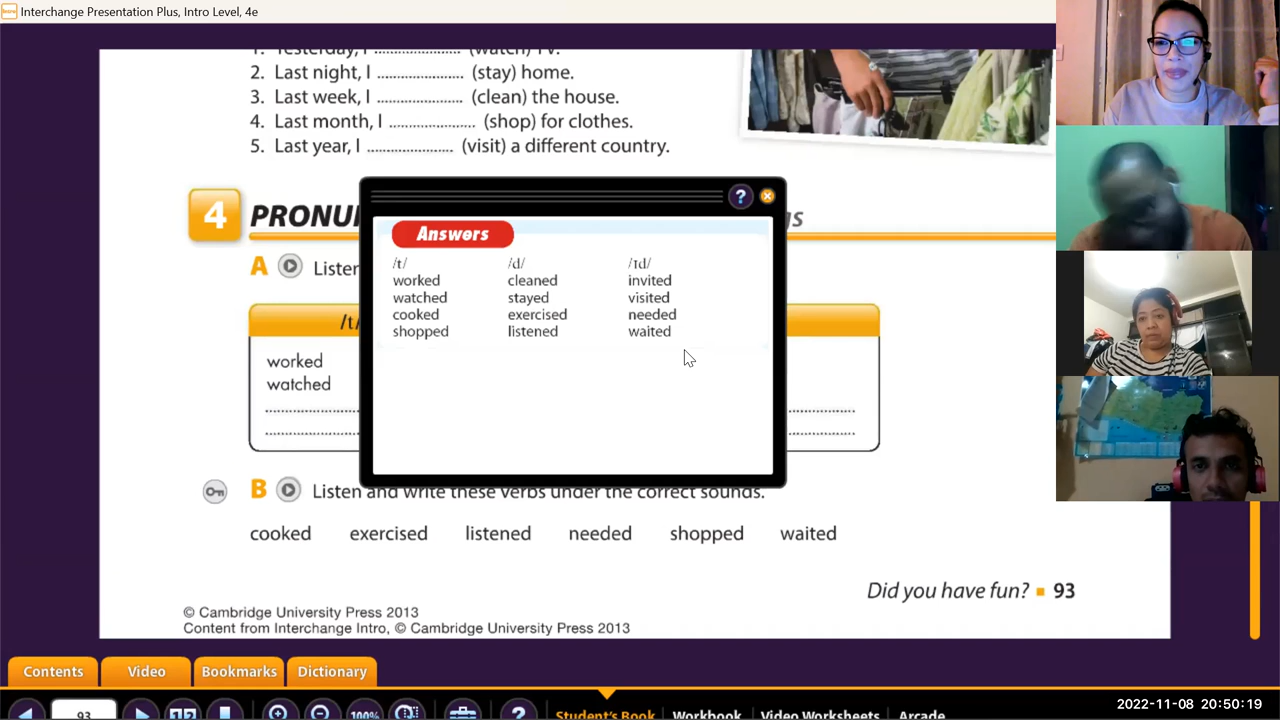 Interchange Presentation Plus, Intro Level, 4e
1. Yesterday, I ..................... (watch) TV.
2. Last night, I ..................... (stay) home.
3. Last week, I ..................... (clean) the house.
4. Last month, I ..................... (shop) for clothes.
5. Last year, I ..................... (visit) a different country.
4 PRONU
?
Answers
/t/ /d/ /ɪd/
worked cleaned invited
watched stayed visited
cooked exercised needed
shopped listened waited
A Listen
/t/
worked
watched
B Listen and write these verbs under the correct sounds.
cooked exercised listened needed shopped waited
Did you have fun? ▪ 93
© Cambridge University Press 2013
Content from Interchange Intro, © Cambridge University Press 2013
Contents Video Bookmarks Dictionary
93 100% ? Student's Book Workbook Video Worksheets Arcade
2022-11-08 20:50:19